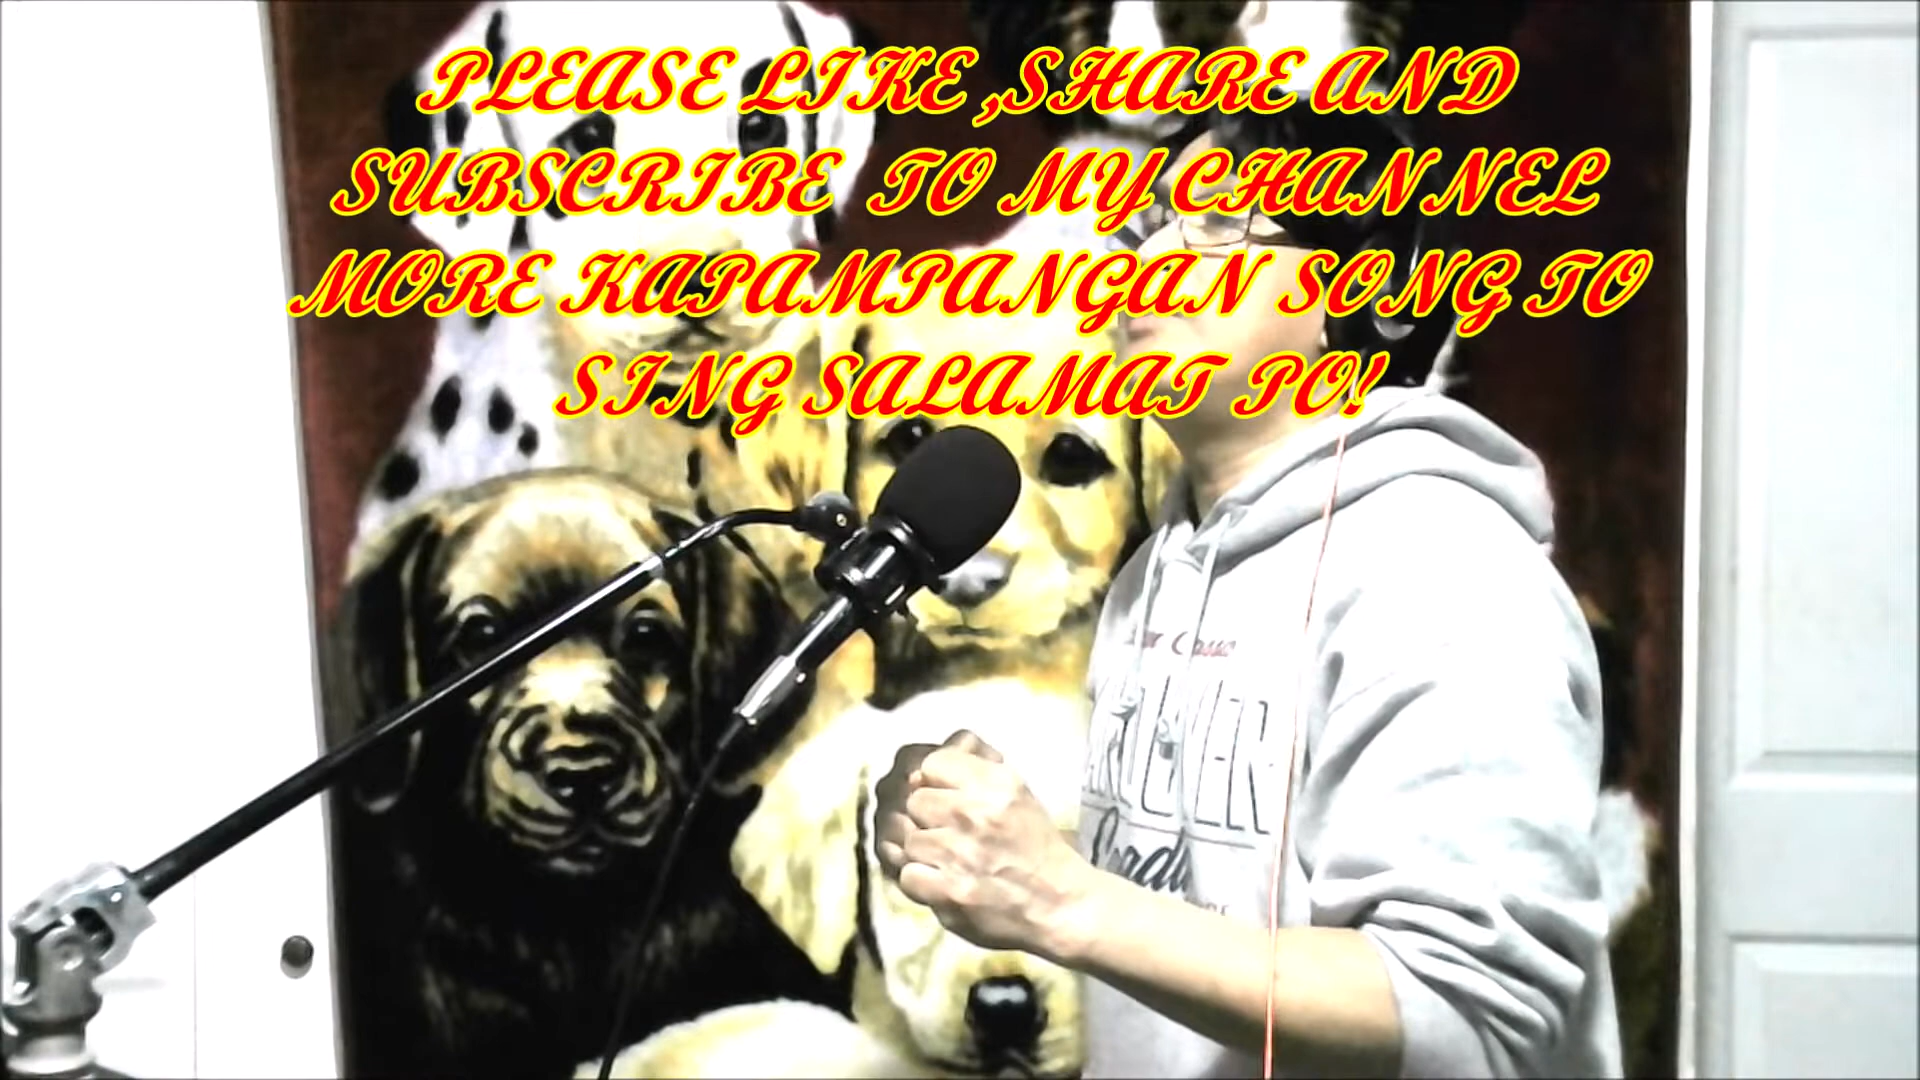 PLEASE LIKE ,SHARE AND
SUBSCRIBE TO MY CHANNEL
MORE KAPAMPANGAN SONG TO
SING SALAMAT PO!